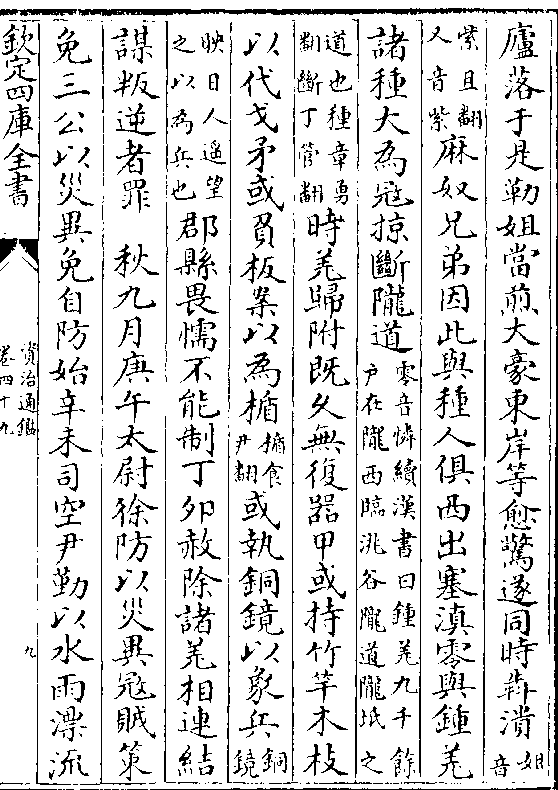 廬落于是勒姐當煎大豪東岸等愈驚遂同時犇潰姐音
紫且翻又音紫麻奴兄弟因此與種人俱西出塞滇零與鍾羌
諸種大為寇掠斷隴道零音憐續漢書曰鍾羌九千餘户在隴西臨洮谷隴道隴坻之
道也種章勇翻斷丁管翻時羌歸附既久無復器甲或持竹竿木枝
以代戈矛或負板案以為楯楯食尹翻或執銅鏡以象兵銅鏡
映日人遥望之以為兵也郡縣畏懦不能制丁卯赦除諸羌相連結
謀叛逆者罪 秋九月庚午太尉徐防以災異寇賊策
免三公以災異免自防始辛未司空尹勤以水雨漂流
欽定四庫全書
資治通鑑
卷四十九
九